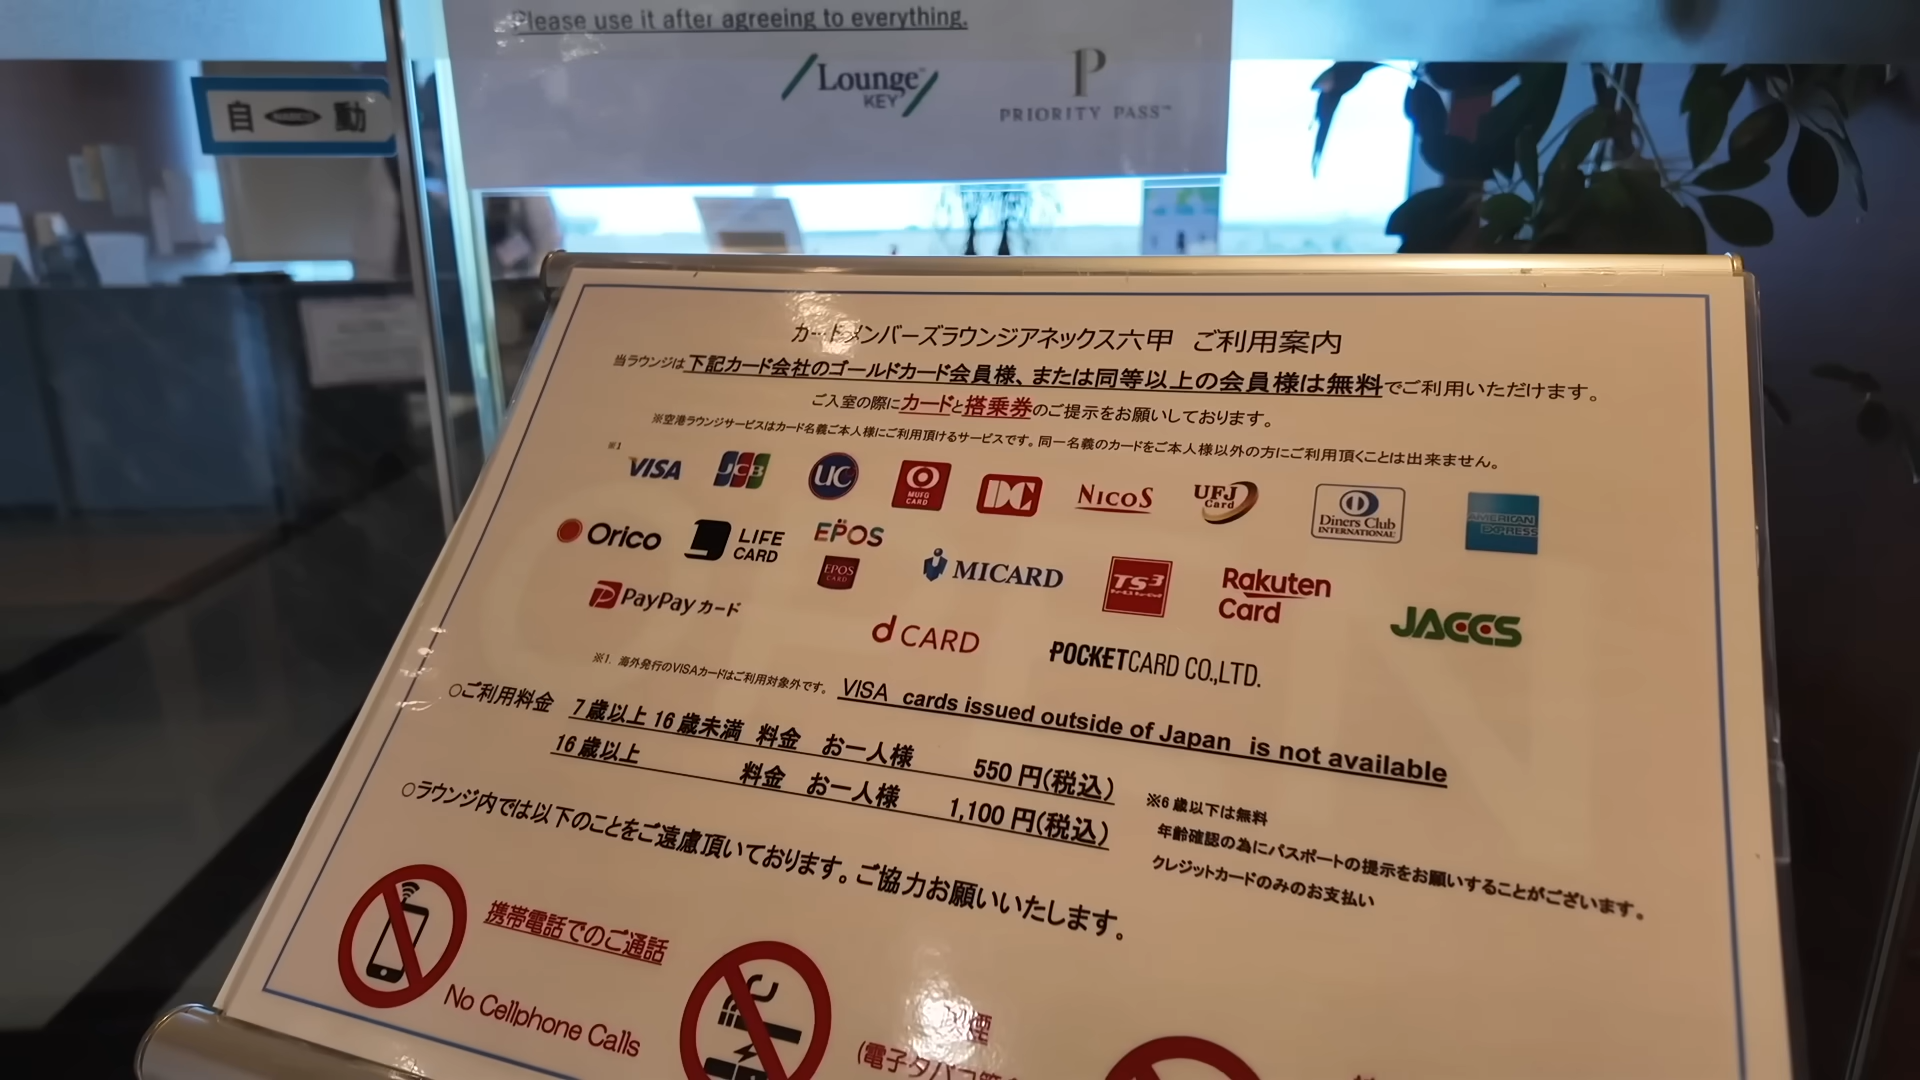 Please use it after agreeing to everything.
Lounge KEY
PRIORITY PASS
自動
カードメンバーズラウンジアネックス六甲 ご利用案内
当ラウンジは下記カード会社のゴールドカード会員様、または同等以上の会員様は無料でご利用いただけます。
ご入室の際にカードと搭乗券のご提示をお願いしております。
※空港ラウンジサービスはカード名義ご本人様にご利用頂けるサービスです。同一名義のカードをご本人様以外の方にご利用頂くことは出来ません。
※1 VISA JCB UC MUFG CARD DC NICOS UFJ Card Diners Club INTERNATIONAL AMERICAN EXPRESS
Orico LIFE CARD EPOS EPOS CARD MICARD TS3 Rakuten Card JACCS
PayPayカード d CARD POCKETCARD CO.,LTD.
※1. 海外発行のVISAカードはご利用対象外です。 VISA cards issued outside of Japan is not available
○ご利用料金 7歳以上16歳未満 料金 お一人様 550円(税込)
16歳以上 料金 お一人様 1,100円(税込)
※6歳以下は無料
年齢確認の為にパスポートの提示をお願いすることがございます。
クレジットカードのみのお支払い
○ラウンジ内では以下のことをご遠慮頂いております。ご協力お願いいたします。
携帯電話でのご通話
No Cellphone Calls
煙
(電子タバコ等